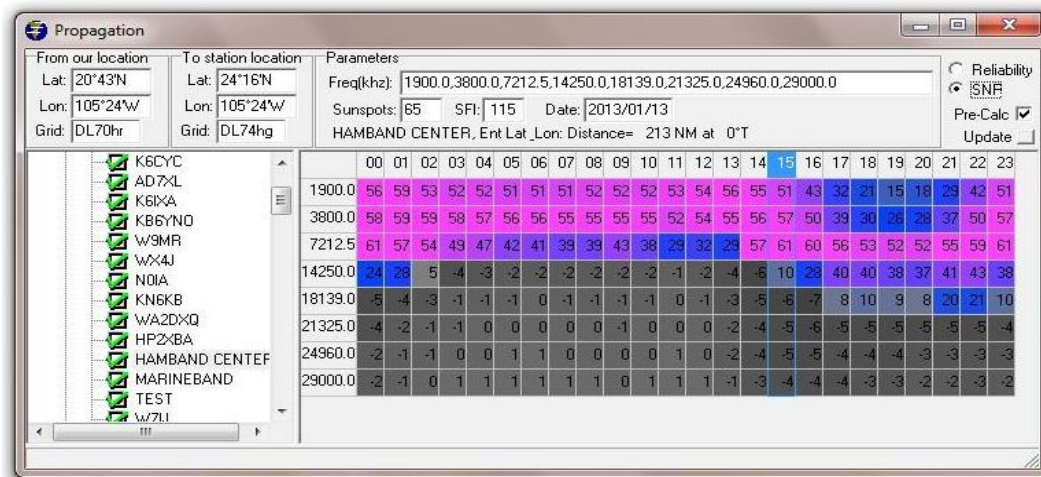 Propagation
From our location
Lat: 20°43'N
Lon: 105°24'W
Grid: DL70hr
To station location
Lat: 24°16'N
Lon: 105°24'W
Grid: DL74hg
Parameters
Freq(khz): 1900.0,3800.0,7212.5,14250.0,18139.0,21325.0,24960.0,29000.0
Sunspots: 65 SFI: 115 Date: 2013/01/13
HAMBAND CENTER, Ent Lat _Lon: Distance= 213 NM at 0°T
Reliability
SNR
Pre-Calc
Update
K6CYC
AD7XL
K6IXA
KB6YNO
W9MR
WX4J
N0IA
KN6KB
WA2DXQ
HP2XBA
HAMBAND CENTER
MARINEBAND
TEST
W7IJ
00 01 02 03 04 05 06 07 08 09 10 11 12 13 14 15 16 17 18 19 20 21 22 23
1900.0 56 59 53 52 52 51 51 51 52 52 52 53 54 56 55 51 43 32 21 15 18 29 42 51
3800.0 58 59 59 58 57 56 56 55 55 55 55 52 54 55 56 57 50 39 30 26 28 37 50 57
7212.5 61 57 54 49 47 42 41 39 39 43 38 29 32 29 57 61 60 56 53 52 52 55 59 61
14250.0 24 28 5 -4 -3 -2 -2 -2 -2 -2 -2 -1 -2 -4 -6 10 28 40 40 38 37 41 43 38
18139.0 -5 -4 -3 -1 -1 -1 0 -1 -1 -1 -1 0 -1 -3 -5 -6 -7 8 10 9 8 20 21 10
21325.0 -4 -2 -1 -1 0 0 0 0 0 -1 0 0 0 -2 -4 -5 -6 -5 -5 -5 -5 -5 -5 -4
24960.0 -2 -1 -1 0 0 1 1 0 0 0 0 1 0 -2 -4 -5 -5 -4 -4 -4 -3 -3 -3 -3
29000.0 -2 -1 0 1 1 1 1 1 1 0 1 1 1 -1 -3 -4 -4 -4 -3 -3 -2 -2 -3 -2